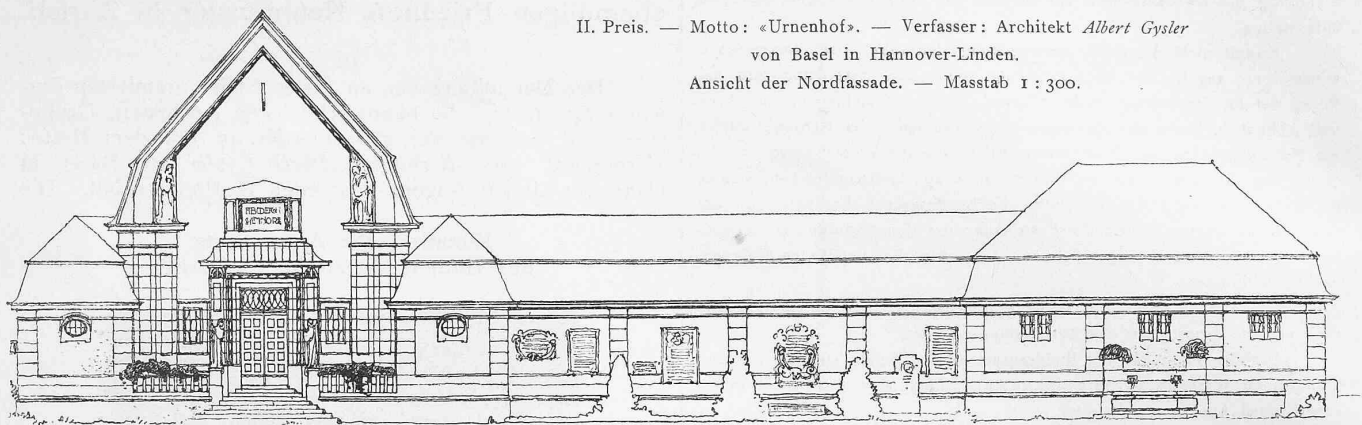 II. Preis. — Motto: «Urnenhof». — Verfasser: Architekt Albert Gysler
von Basel in Hannover-Linden.
Ansicht der Nordfassade. — Masstab 1 : 300.